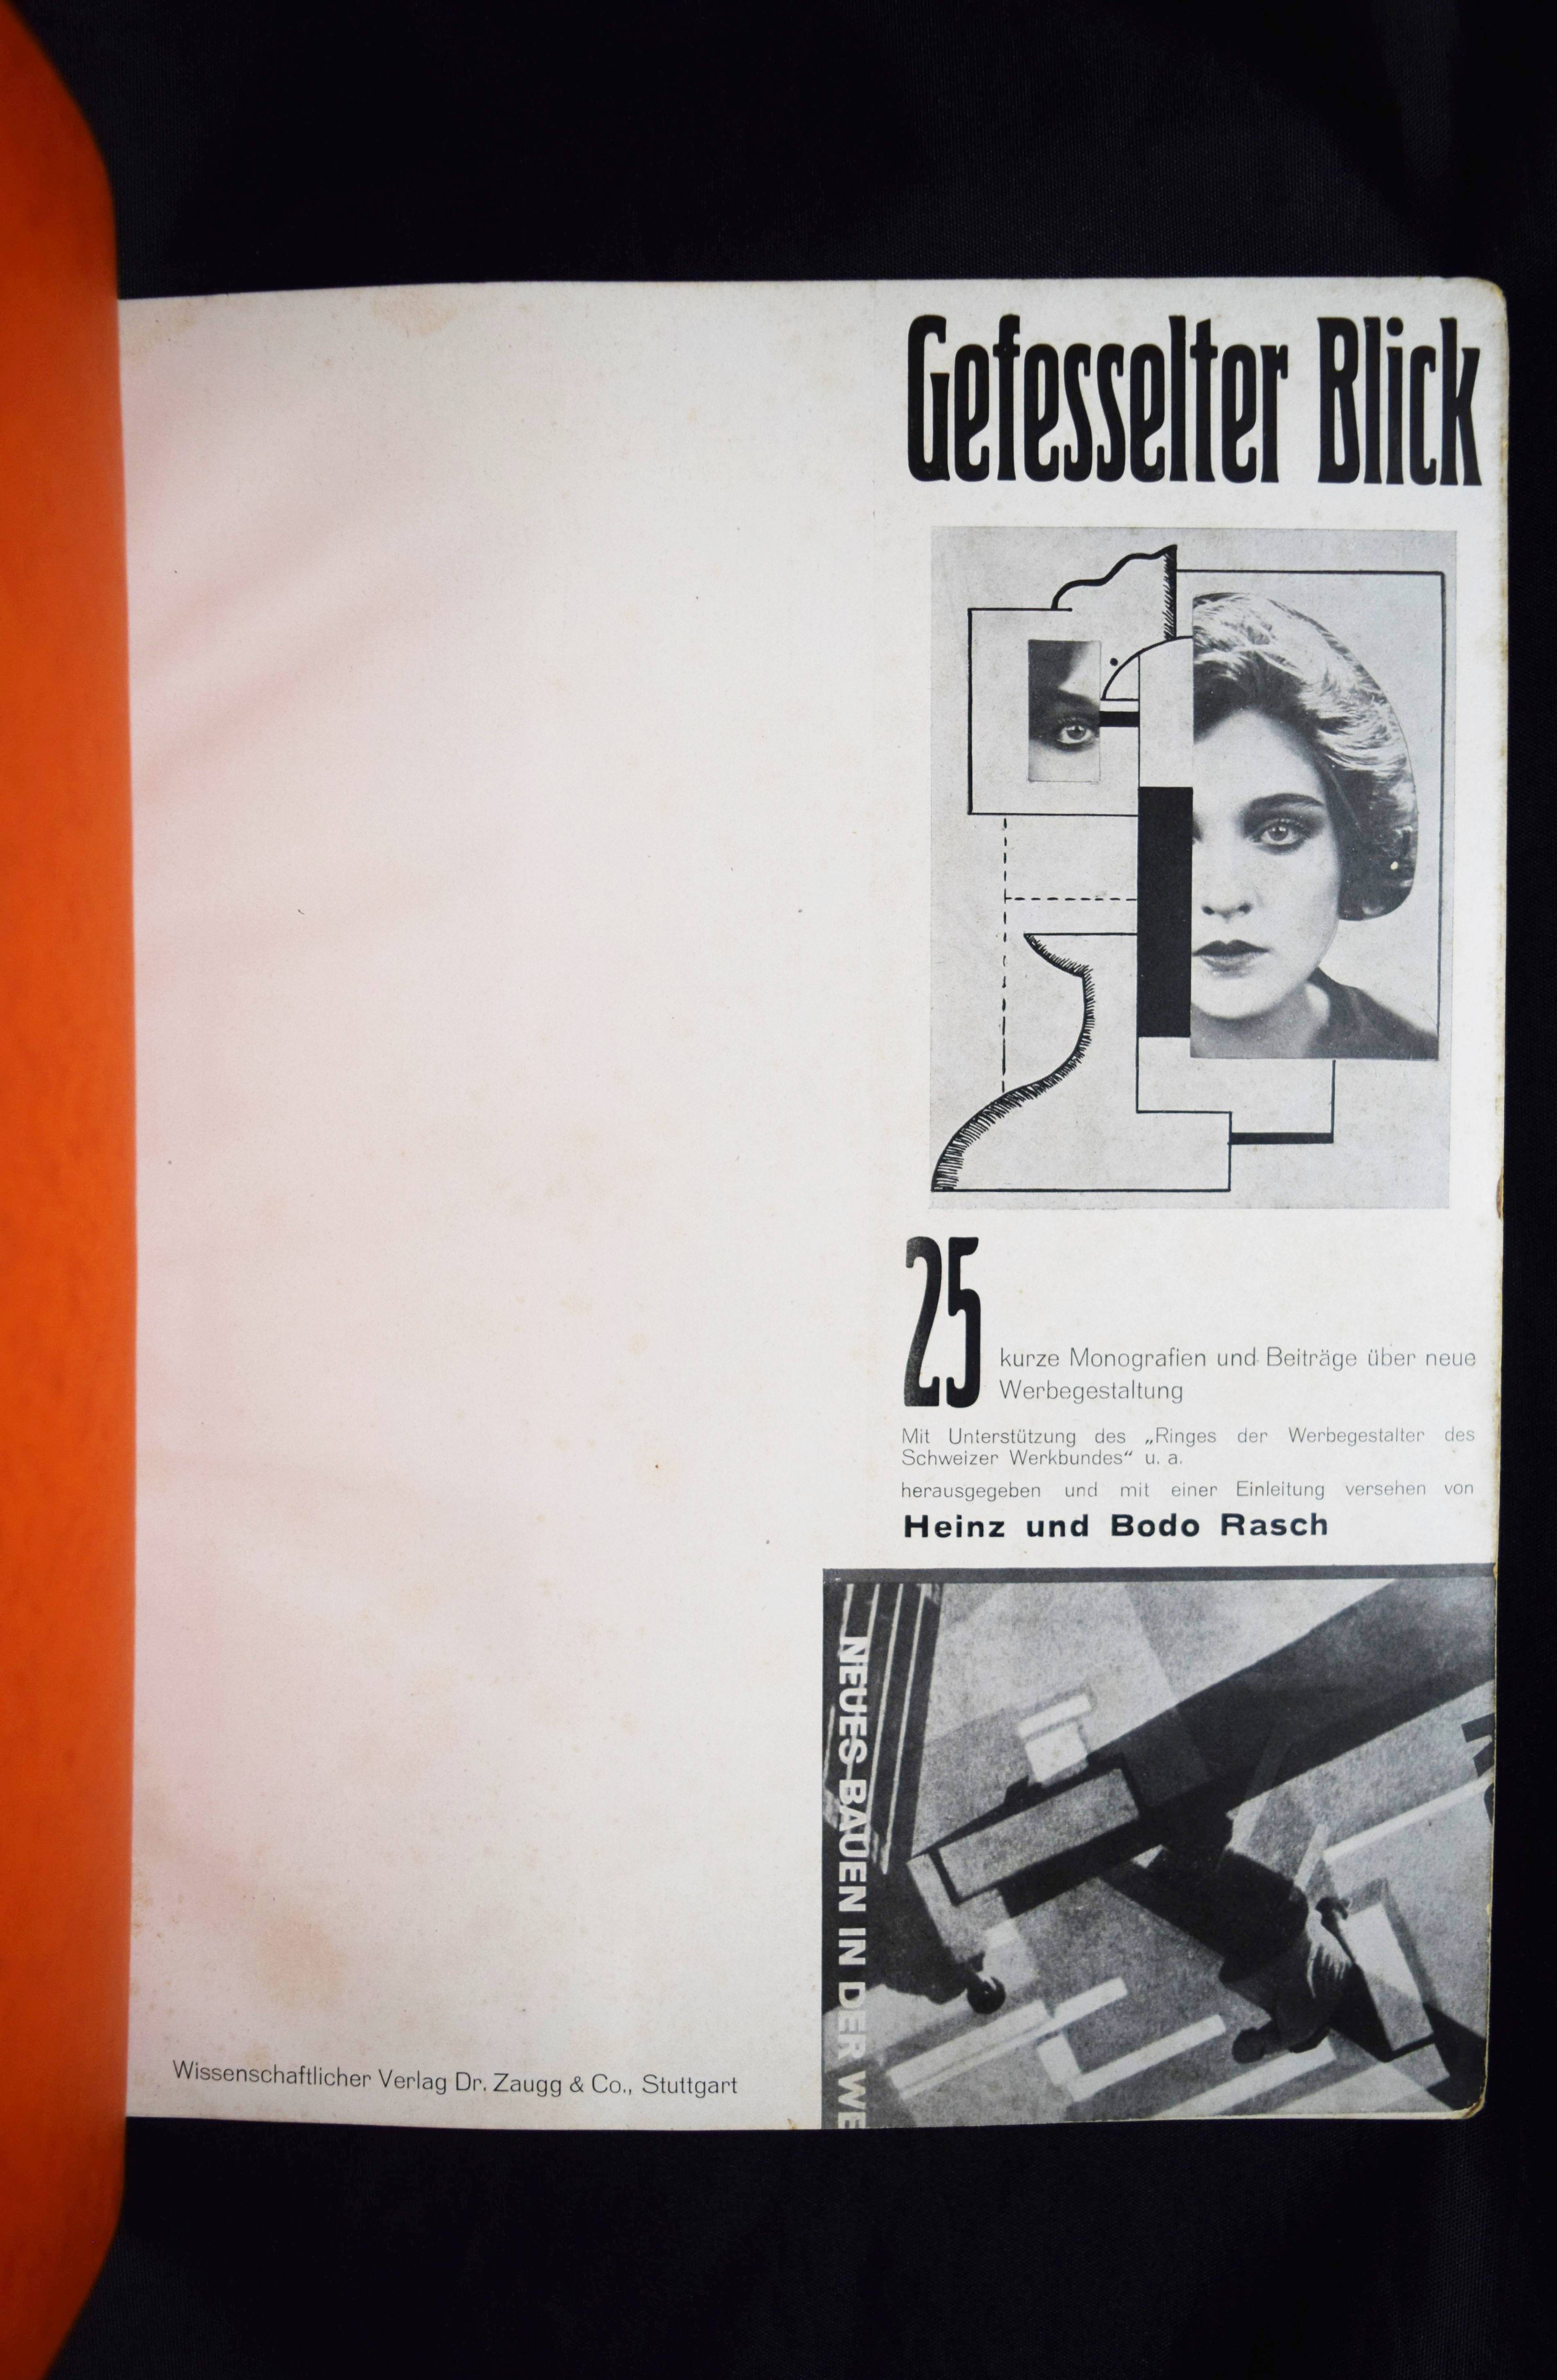 Gefesselter Blick
25
kurze Monografien und Beiträge über neue
Werbegestaltung
Mit Unterstützung des „Ringes der Werbegestalter des
Schweizer Werkbundes“ u. a.
herausgegeben und mit einer Einleitung versehen von
Heinz und Bodo Rasch
NEUES BAUEN IN DER WE
Wissenschaftlicher Verlag Dr. Zaugg & Co., Stuttgart